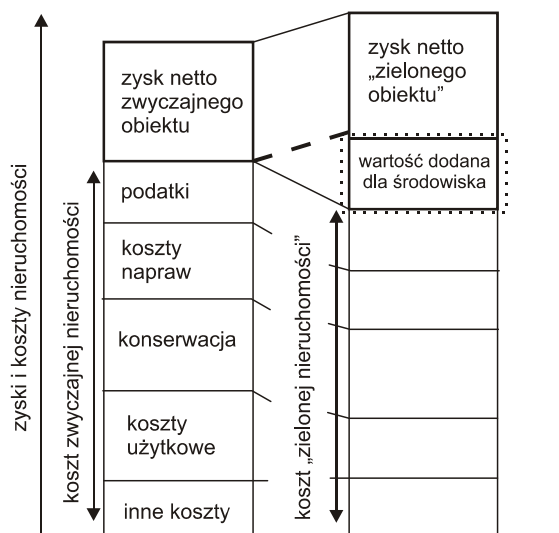 zyski i koszty nieruchomości
koszt zwyczajnej nieruchomości
zysk netto
zwyczajnego
obiektu
podatki
koszty
napraw
konserwacja
koszty
użytkowe
inne koszty
koszt „zielonej nieruchomości”
zysk netto
„zielonego
obiektu”
wartość dodana
dla środowiska